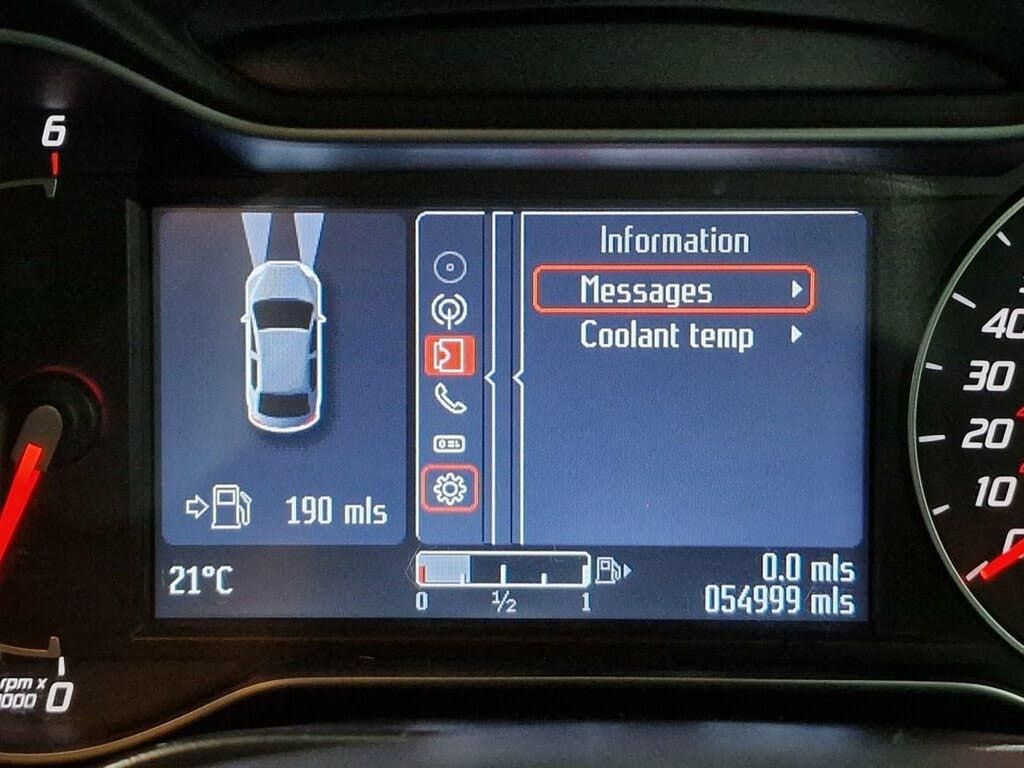 6
Information
Messages
Coolant temp
190 mls
21°C
0 ½ 1
0.0 mls
054999 mls
40
30
20
10
0
rpm x
1000 0